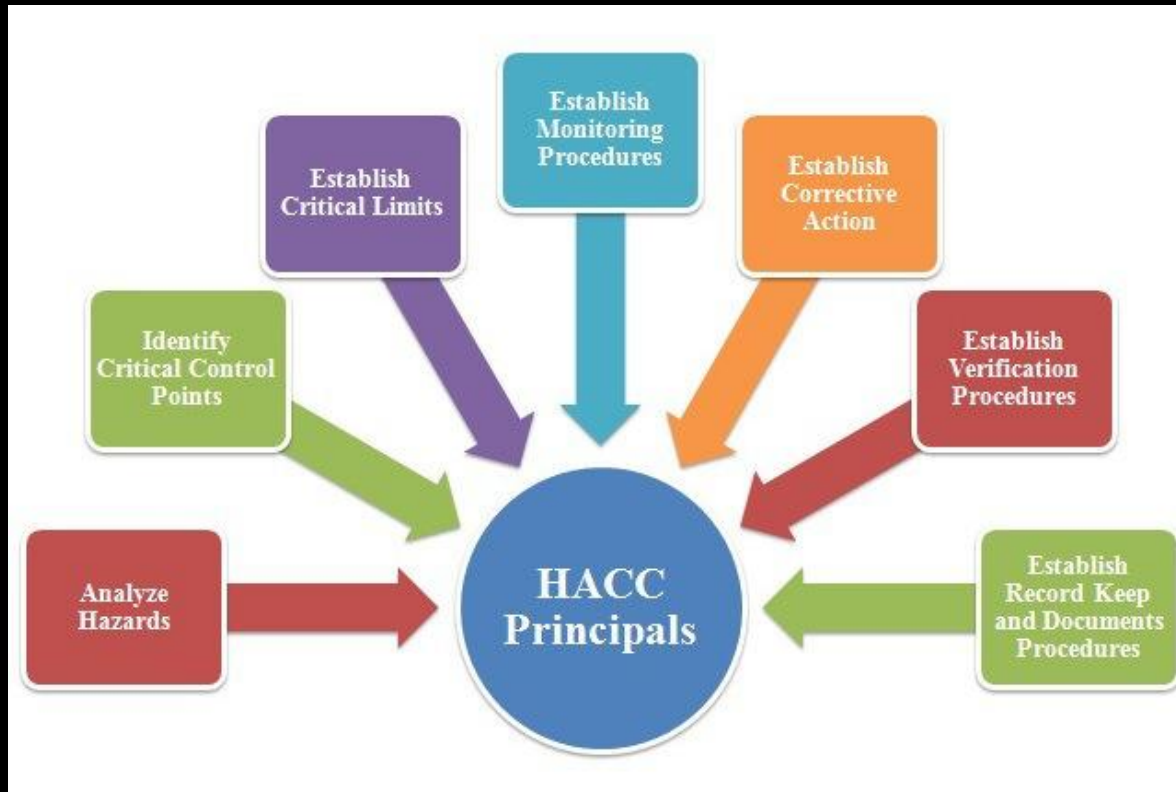 Analyze
Hazards
Identify
Critical Control
Points
Establish
Critical Limits
Establish
Monitoring
Procedures
Establish
Corrective
Action
Establish
Verification
Procedures
Establish
Record Keep
and Documents
Procedures
HACC
Principals